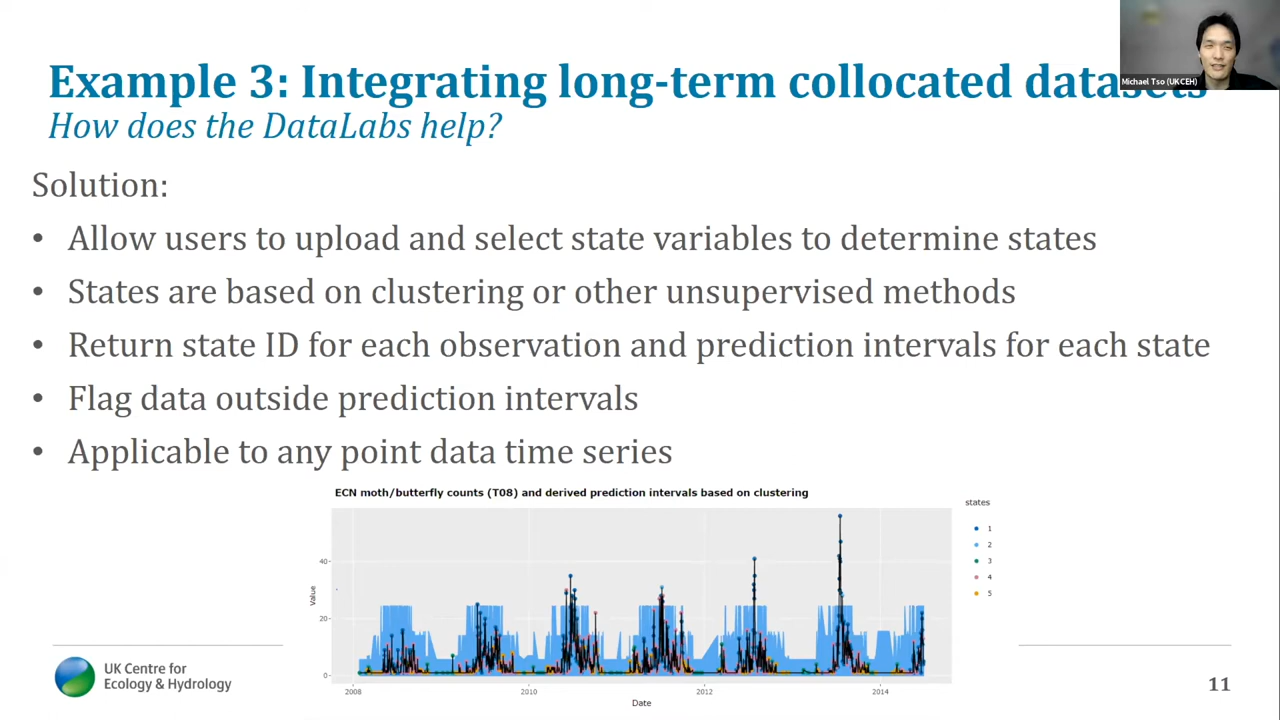 Example 3: Integrating long-term collocated datasets
Michael Tso (UKCEH)
How does the DataLabs help?
Solution:
• Allow users to upload and select state variables to determine states
• States are based on clustering or other unsupervised methods
• Return state ID for each observation and prediction intervals for each state
• Flag data outside prediction intervals
• Applicable to any point data time series
ECN moth/butterfly counts (T08) and derived prediction intervals based on clustering
states
1
2
3
4
5
Value
40
20
0
2008 2010 2012 2014
Date
UK Centre for
Ecology & Hydrology
11